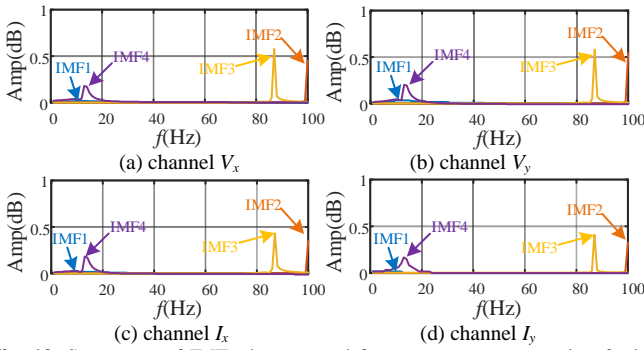 1
0.5
0
Amp(dB)
IMF1
IMF4
IMF3
IMF2
0 20 40 60 80 100
f(Hz)
(a) channel Vx
1
0.5
0
Amp(dB)
IMF1
IMF4
IMF3
IMF2
0 20 40 60 80 100
f(Hz)
(b) channel Vy
1
0.5
0
Amp(dB)
IMF1
IMF4
IMF3
IMF2
0 20 40 60 80 100
f(Hz)
(c) channel Ix
1
0.5
0
Amp(dB)
IMF1
IMF4
IMF3
IMF2
0 20 40 60 80 100
f(Hz)
(d) channel Iy